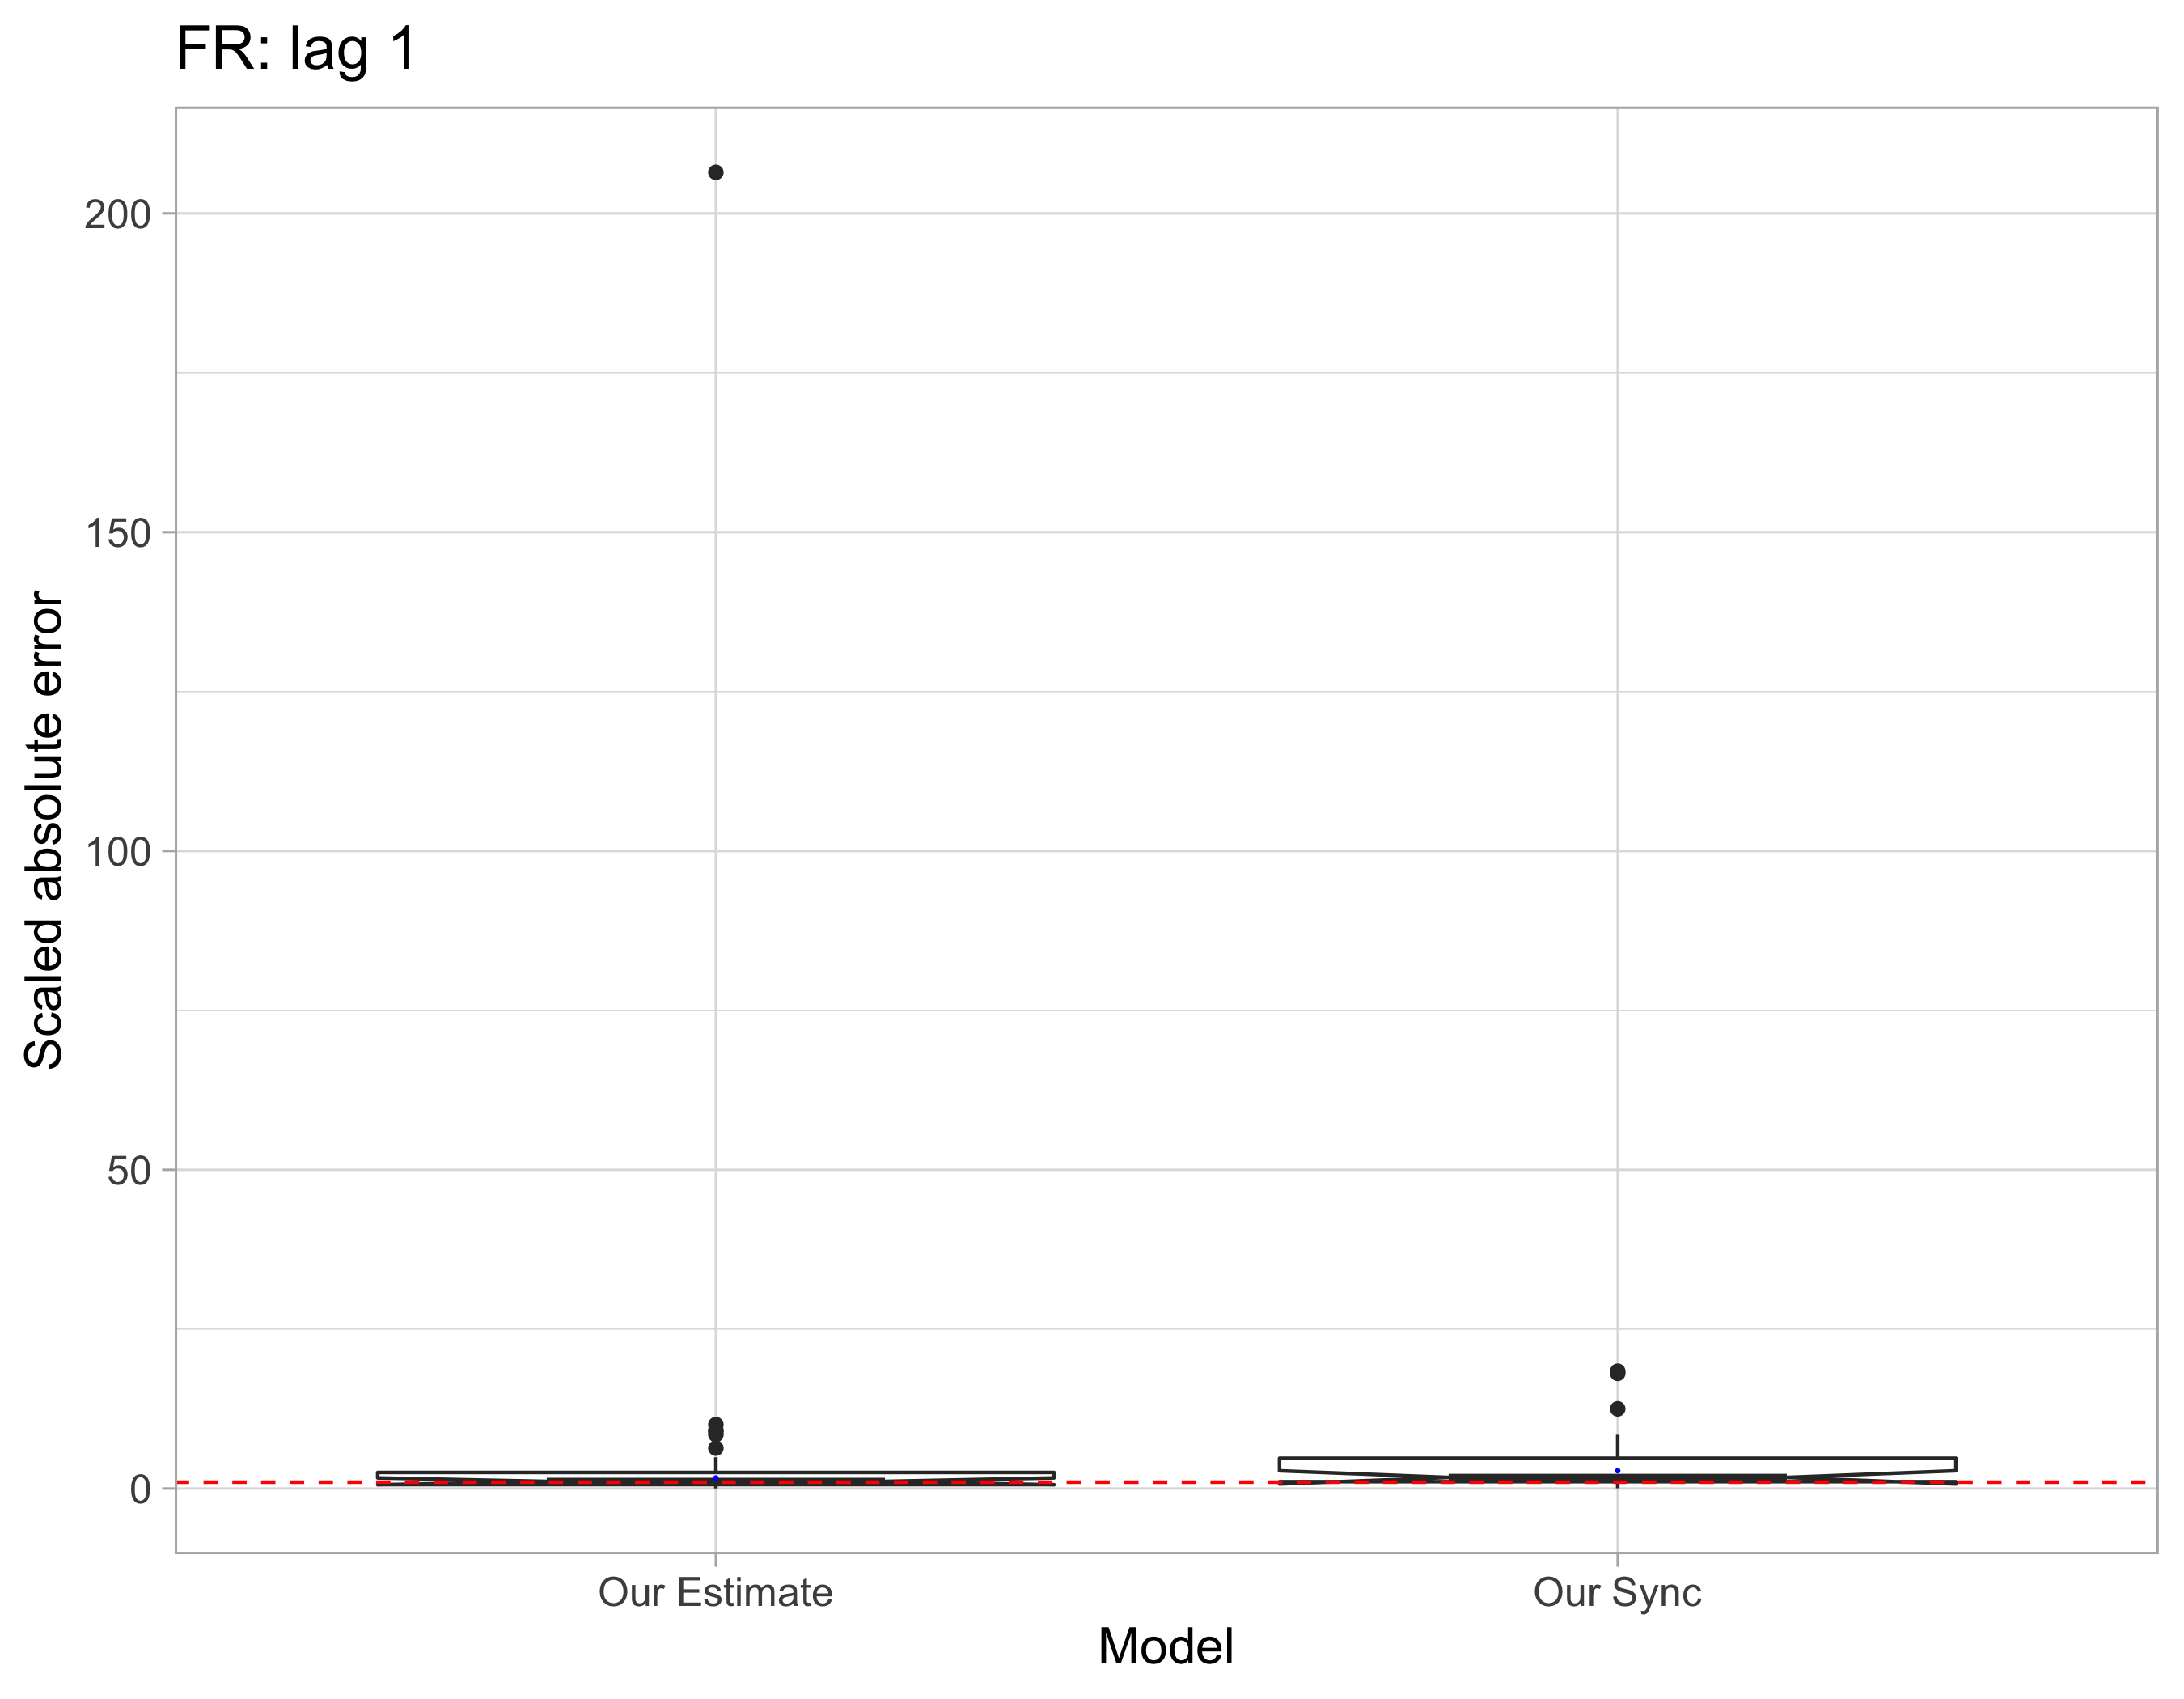 FR: lag 1
Scaled absolute error
200
150
100
50
0
Our Estimate
Our Sync
Model